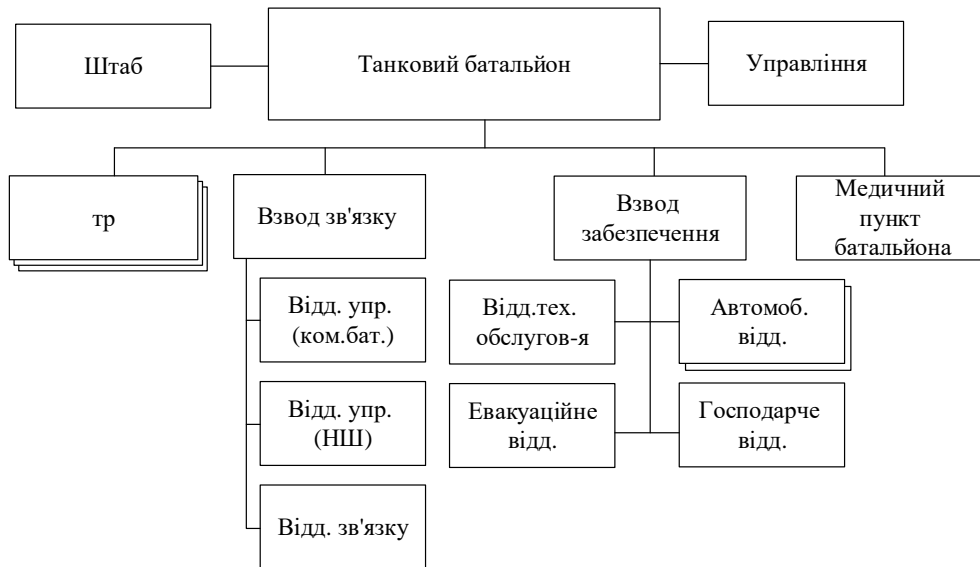 Штаб
Танковий батальйон
Управління
тр
Взвод зв'язку
Взвод
забезпечення
Медичний
пункт
батальйона
Відд. упр.
(ком.бат.)
Відд.тех.
обслугов-я
Автомоб.
відд.
Відд. упр.
(НШ)
Евакуаційне
відд.
Господарче
відд.
Відд. зв'язку